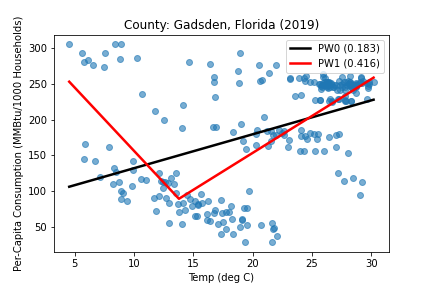 County: Gadsden, Florida (2019)
PW0 (0.183)
PW1 (0.416)
Per-Capita Consumption (MMBtu/1000 Households)
300
250
200
150
100
50
5 10 15 20 25 30
Temp (deg C)